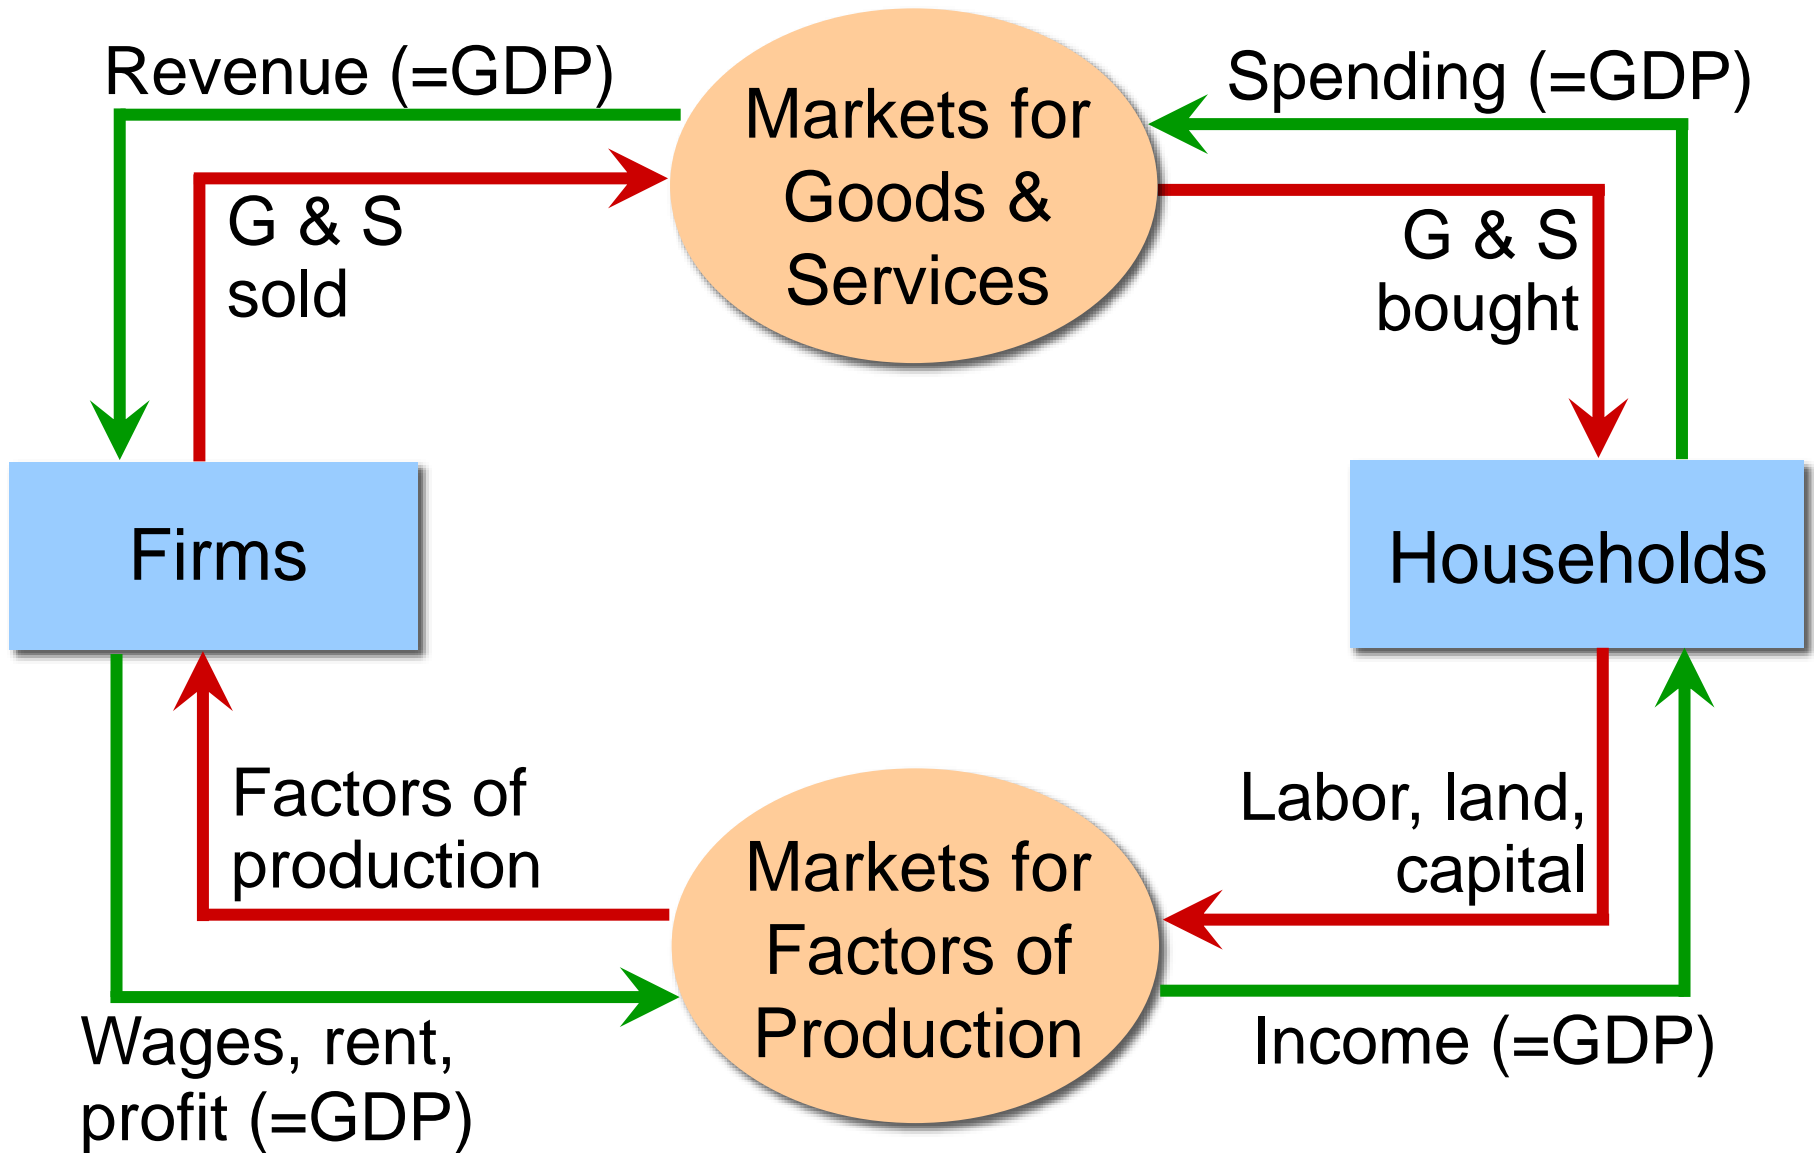 Revenue (=GDP)
Markets for
Goods &
Services
Spending (=GDP)
G & S
sold
G & S
bought
Firms
Households
Factors of
production
Markets for
Factors of
Production
Labor, land,
capital
Wages, rent,
profit (=GDP)
Income (=GDP)